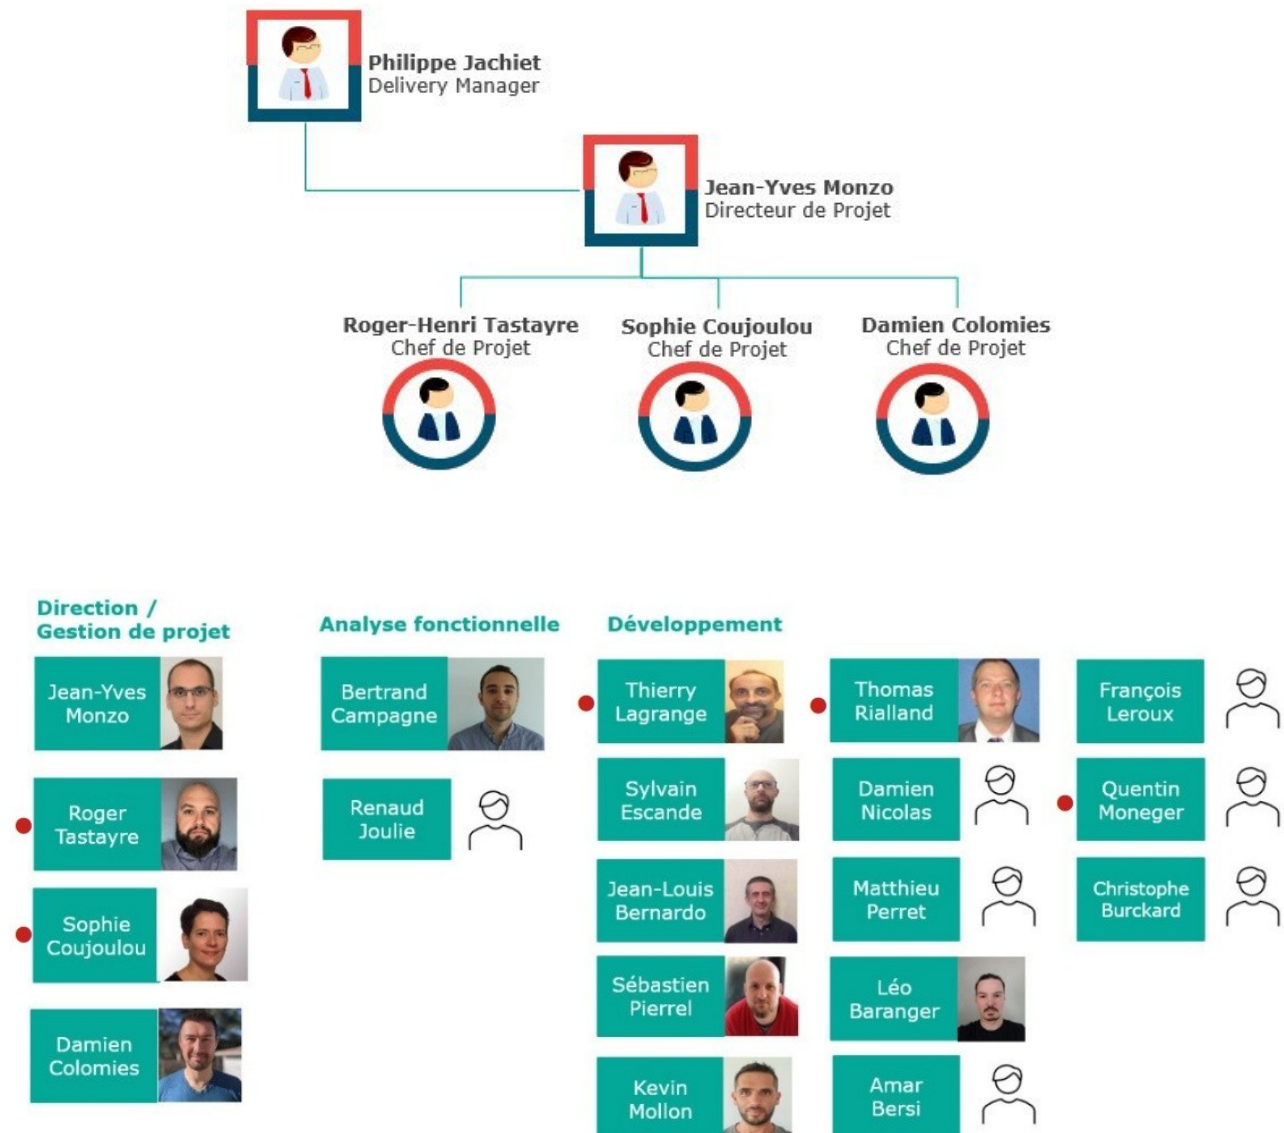 Philippe Jachiet
Delivery Manager
Jean-Yves Monzo
Directeur de Projet
Roger-Henri Tastayre
Chef de Projet
Sophie Coujoulou
Chef de Projet
Damien Colomies
Chef de Projet
Direction /
Gestion de projet
Jean-Yves
Monzo
Roger
Tastayre
Sophie
Coujoulou
Damien
Colomies
Analyse fonctionnelle
Bertrand
Campagne
Renaud
Joulie
Développement
Thierry
Lagrange
Sylvain
Escande
Jean-Louis
Bernardo
Sébastien
Pierrel
Kevin
Mollon
Thomas
Rialland
Damien
Nicolas
Matthieu
Perret
Léo
Baranger
Amar
Bersi
François
Leroux
Quentin
Moneger
Christophe
Burckard